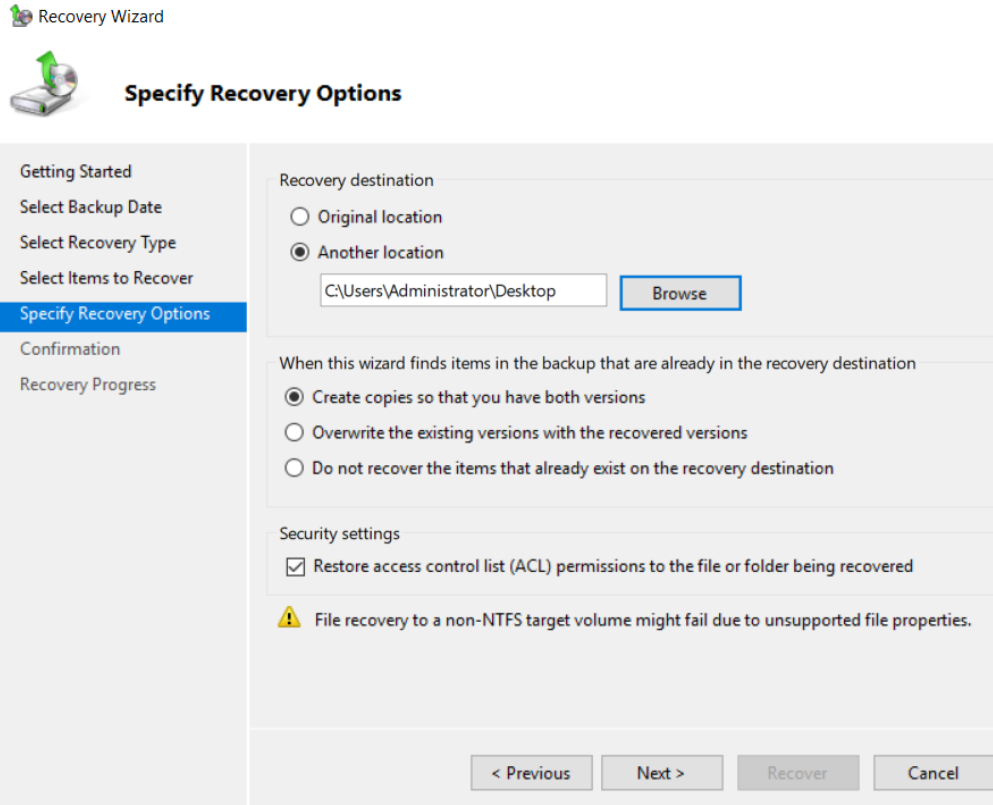 Recovery Wizard
Specify Recovery Options
Getting Started
Select Backup Date
Select Recovery Type
Select Items to Recover
Specify Recovery Options
Confirmation
Recovery Progress
Recovery destination
Original location
Another location
C:\Users\Administrator\Desktop
Browse
When this wizard finds items in the backup that are already in the recovery destination
Create copies so that you have both versions
Overwrite the existing versions with the recovered versions
Do not recover the items that already exist on the recovery destination
Security settings
Restore access control list (ACL) permissions to the file or folder being recovered
File recovery to a non-NTFS target volume might fail due to unsupported file properties.
< Previous
Next >
Recover
Cancel